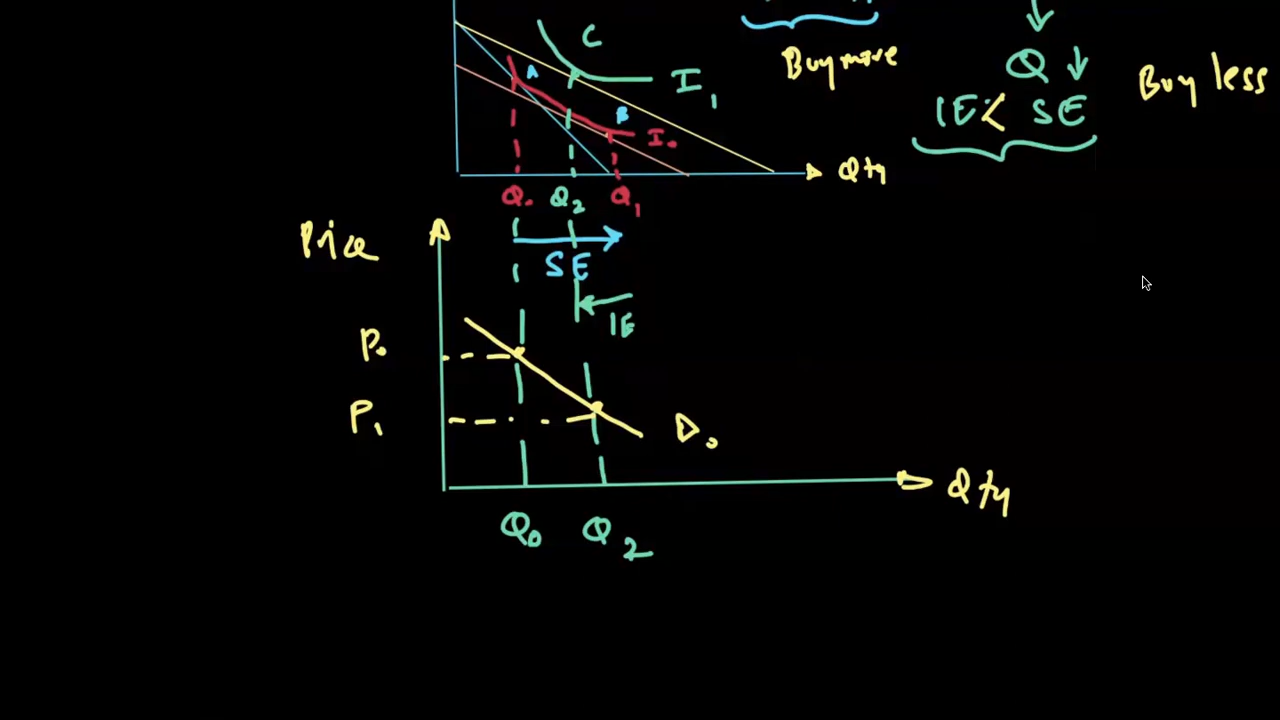 C
Buy more
Q
Buy less
A
I₁
IE < SE
B
I₀
Qty
Q₀ Q₂ Q₁
Price
SE
IE
P₀
P₁
D₀
Qty
Q₀ Q₂